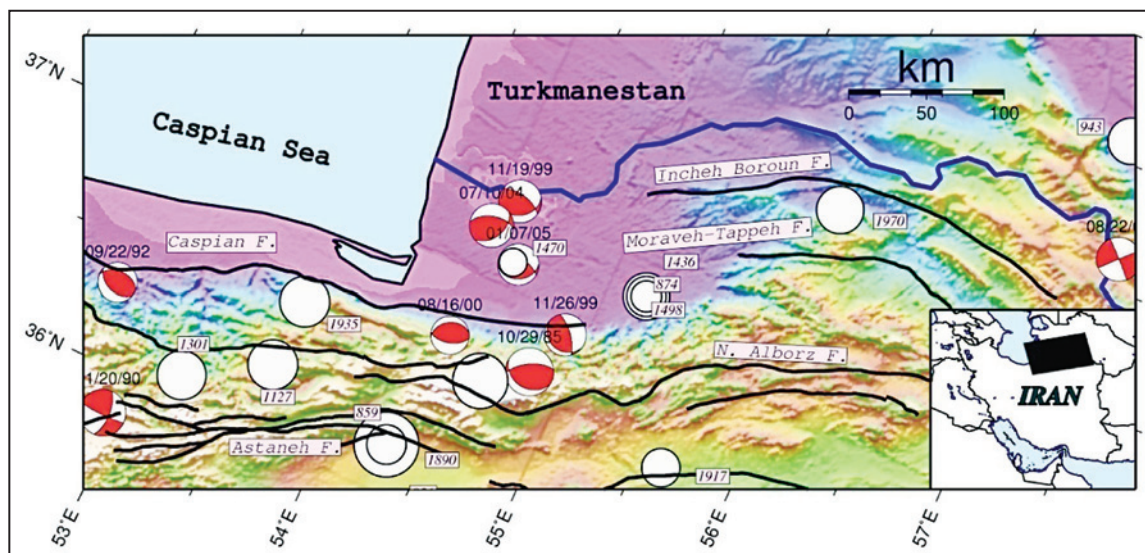 37°N
36°N
Caspian Sea
Turkmanestan
km
0 50 100
943
11/19/99
Incheh Boroun F.
07/10/04
1970
Caspian F.
01/07/05
1470
Moraveh-Tappeh F.
09/22/92
1436
874
1498
08/16/00
11/26/99
1935
10/29/85
1301
N. Alborz F.
1127
1/20/90
859
Astaneh F.
1890
1917
IRAN
53°E
54°E
55°E
56°E
57°E